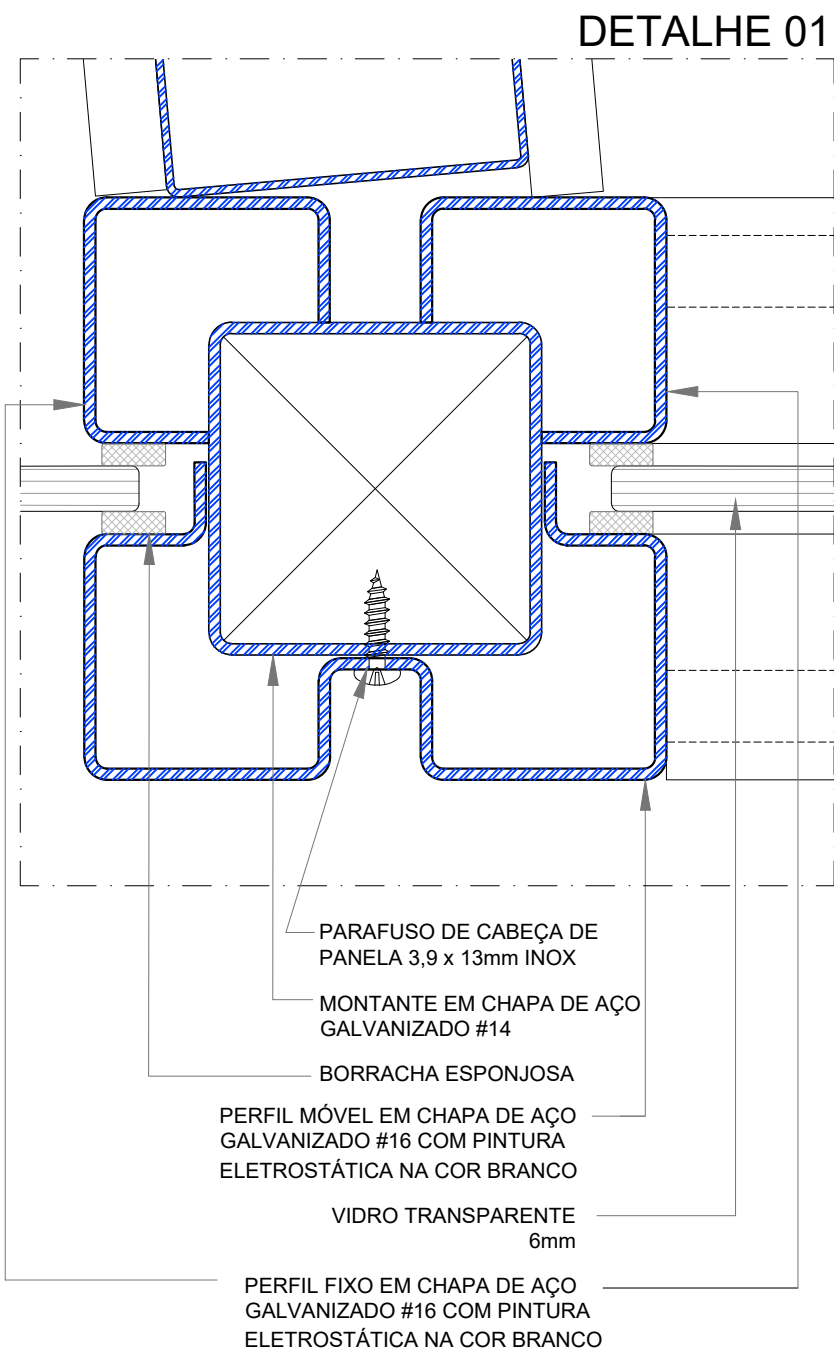 DETALHE 01
PARAFUSO DE CABEÇA DE
PANELA 3,9 x 13mm INOX
MONTANTE EM CHAPA DE AÇO
GALVANIZADO #14
BORRACHA ESPONJOSA
PERFIL MÓVEL EM CHAPA DE AÇO
GALVANIZADO #16 COM PINTURA
ELETROSTÁTICA NA COR BRANCO
VIDRO TRANSPARENTE
6mm
PERFIL FIXO EM CHAPA DE AÇO
GALVANIZADO #16 COM PINTURA
ELETROSTÁTICA NA COR BRANCO